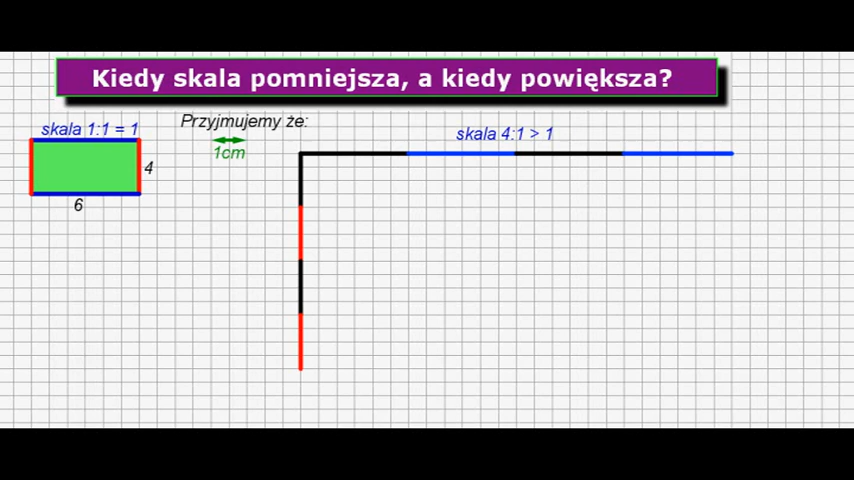 Kiedy skala pomniejsza, a kiedy powiększa?
Przyjmujemy że:
skala 1:1 = 1
skala 4:1 > 1
1cm
4
6